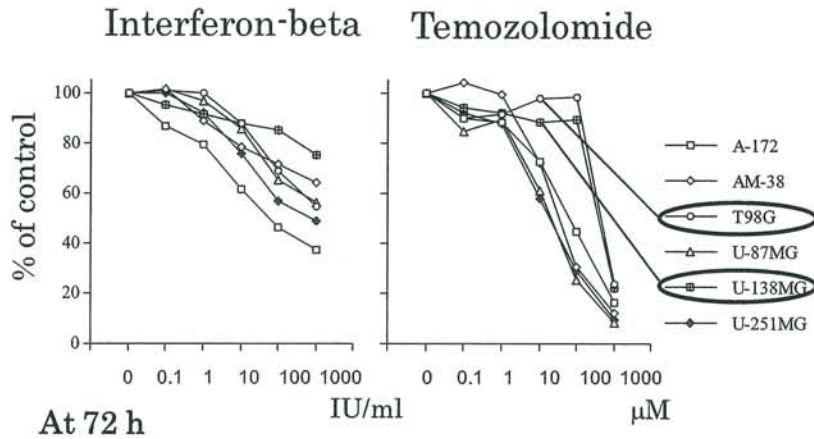 Interferon-beta
Temozolomide
% of control
100
80
60
40
20
0
0 0.1 1 10 100 1000
IU/ml
0 0.1 1 10 100 1000
μM
A-172
AM-38
T98G
U-87MG
U-138MG
U-251MG
At 72 h